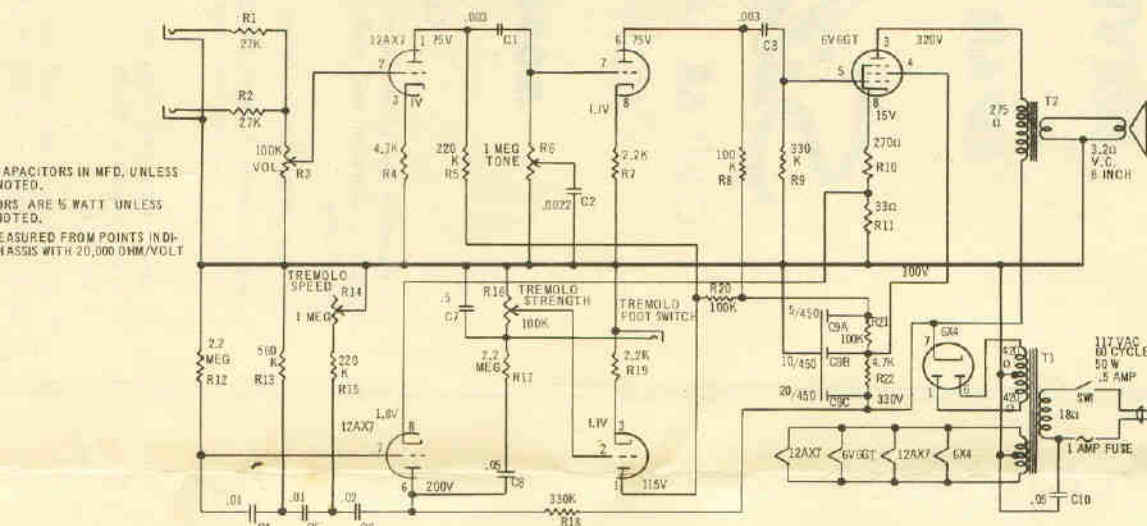 R1
27K
R2
27K
100K
VOL.
R3
12AX7
1
75V
2
3
1V
4.7K
R4
.003
C1
220
K
R5
1 MEG
TONE
R6
.0022
C2
6
75V
7
8
1.1V
2.2K
R7
.003
C3
100
K
R8
330
K
R9
6V6GT
3
320V
4
5
8
15V
270Ω
R10
33Ω
R11
275
Ω
T2
3.2Ω
V.C.
6 INCH
APACITORS IN MFD. UNLESS
NOTED.
ORS ARE ½ WATT UNLESS
NOTED.
EASURED FROM POINTS INDI-
HASSIS WITH 20,000 OHM/VOLT
TREMOLO
SPEED
R14
1 MEG
.5
C7
R16
TREMOLO
STRENGTH
100K
TREMOLO
FOOT SWITCH
R20
100K
300V
5/450
C9A
R21
100K
10/450
C9B
4.7K
R22
20/450
C9C
330V
6X4
7
1
6
420
Ω
420
Ω
T1
117 VAC
60 CYCLE
50 W
.5 AMP
SW1
18Ω
1 AMP FUSE
2.2
MEG
R12
560
K
R13
220
K
R15
2.2
MEG
R17
2.2K
R19
1.8V
12AX7
8
7
6
200V
.05
C8
1.1V
3
2
1
115V
12AX7
6V6GT
12AX7
6X4
.05
C10
.01
.01
.02
330K
R18